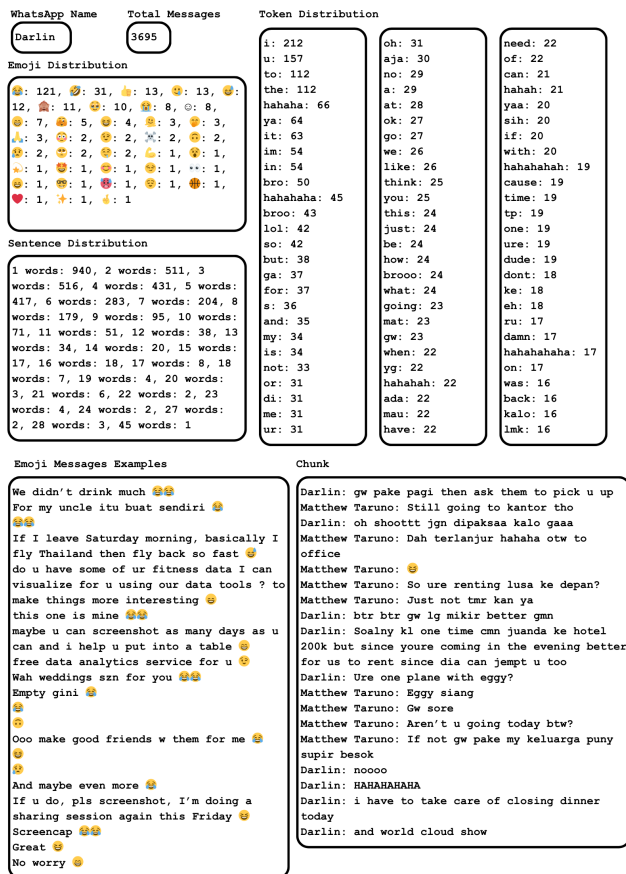 WhatsApp Name
Total Messages
Darlin
3695
Emoji Distribution
😂: 121, 🤣: 31, 👍: 13, 🥲: 13, 😅:
12, 🙈: 11, 😏: 10, 😭: 8, ☺: 8,
😁: 7, 🥰: 5, 😆: 4, 🫠: 3, 🤭: 3,
🙏: 3, 😳: 2, 😉: 2, ☠: 2, 🙃: 2,
😢: 2, 😁: 2, 😌: 2, 💪: 1, 😯: 1,
💫: 1, 🤩: 1, 😊: 1, 😏: 1, 👀: 1,
😄: 1, 🤓: 1, 🥵: 1, 😔: 1, 🏀: 1,
❤: 1, ✨: 1, 🤞: 1
Sentence Distribution
1 words: 940, 2 words: 511, 3
words: 516, 4 words: 431, 5 words:
417, 6 words: 283, 7 words: 204, 8
words: 179, 9 words: 95, 10 words:
71, 11 words: 51, 12 words: 38, 13
words: 34, 14 words: 20, 15 words:
17, 16 words: 18, 17 words: 8, 18
words: 7, 19 words: 4, 20 words:
3, 21 words: 6, 22 words: 2, 23
words: 4, 24 words: 2, 27 words:
2, 28 words: 3, 45 words: 1
Token Distribution
i: 212
u: 157
to: 112
the: 112
hahaha: 66
ya: 64
it: 63
im: 54
in: 54
bro: 50
hahahaha: 45
broo: 43
lol: 42
so: 42
but: 38
ga: 37
for: 37
s: 36
and: 35
my: 34
is: 34
not: 33
or: 31
di: 31
me: 31
ur: 31
oh: 31
aja: 30
no: 29
a: 29
at: 28
ok: 27
go: 27
we: 26
like: 26
think: 25
you: 25
this: 24
just: 24
be: 24
how: 24
brooo: 24
what: 24
going: 23
mat: 23
gw: 23
when: 22
yg: 22
hahahah: 22
ada: 22
mau: 22
have: 22
need: 22
of: 22
can: 21
hahah: 21
yaa: 20
sih: 20
if: 20
with: 20
hahahahah: 19
cause: 19
time: 19
tp: 19
one: 19
ure: 19
dude: 19
dont: 18
ke: 18
eh: 18
ru: 17
damn: 17
hahahahaha: 17
on: 17
was: 16
back: 16
kalo: 16
lmk: 16
Emoji Messages Examples
We didn't drink much 😂😂
For my uncle itu buat sendiri 😂
😂😂
If I leave Saturday morning, basically I
fly Thailand then fly back so fast 😅
do u have some of ur fitness data I can
visualize for u using our data tools ? to
make things more interesting 😄
this one is mine 😂😂
maybe u can screenshot as many days as u
can and i help u put into a table 😁
free data analytics service for u 😉
Wah weddings szn for you 😂😂
Empty gini 😂
😂
🙃
Ooo make good friends w them for me 😂
😆
😢
And maybe even more 😂
If u do, pls screenshot, I'm doing a
sharing session again this Friday 😆
Screencap 😂😂
Great 😆
No worry 😁
Chunk
Darlin: gw pake pagi then ask them to pick u up
Matthew Taruno: Still going to kantor tho
Darlin: oh shoottt jgn dipaksaa kalo gaaa
Matthew Taruno: Dah terlanjur hahaha otw to
office
Matthew Taruno: 😆
Matthew Taruno: So ure renting lusa ke depan?
Matthew Taruno: Just not tmr kan ya
Darlin: btr btr gw lg mikir better gmn
Darlin: Soalny kl one time cmn juanda ke hotel
200k but since youre coming in the evening better
for us to rent since dia can jempt u too
Darlin: Ure one plane with eggy?
Matthew Taruno: Eggy siang
Matthew Taruno: Gw sore
Matthew Taruno: Aren't u going today btw?
Matthew Taruno: If not gw pake my keluarga puny
supir besok
Darlin: noooo
Darlin: HAHAHAHAHA
Darlin: i have to take care of closing dinner
today
Darlin: and world cloud show